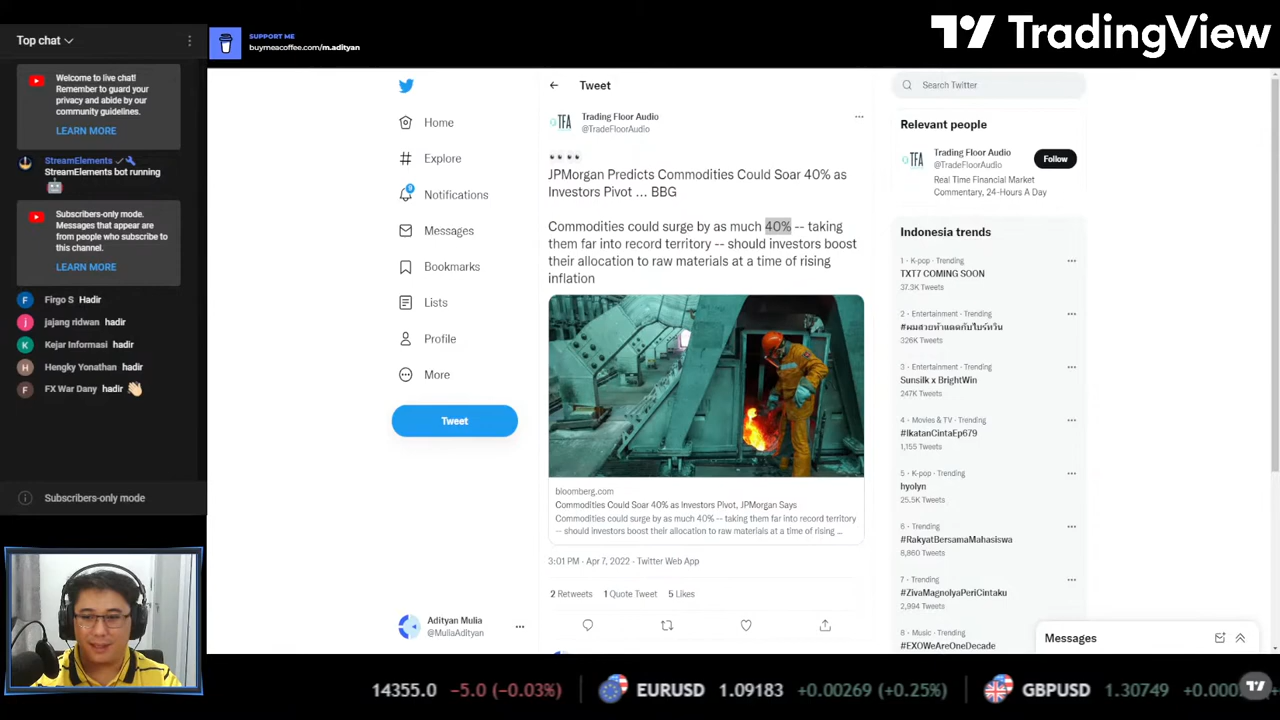 Top chat
Welcome to live chat!
Remember to guard your
privacy and abide by our
community guidelines.
LEARN MORE
StreamElements
StreamElements bot running
Subscribers-only mode.
Messages that appear are
from people who subscribe to
this channel.
LEARN MORE
Firgo S Hadir
jajang ridwan hadir
Kejar Informasi hadir
Hengky Yonathan hadir
FX War Dany hadir
Subscribers-only mode
SUPPORT ME
buymeacoffee.com/m.adityan
TradingView
Home
Explore
Notifications
Messages
Bookmarks
Lists
Profile
More
Tweet
Adityan Mulia
@MuliaAdityan
Tweet
TFA
Trading Floor Audio
@TradeFloorAudio
JPMorgan Predicts Commodities Could Soar 40% as
Investors Pivot ... BBG
Commodities could surge by as much 40% -- taking
them far into record territory -- should investors boost
their allocation to raw materials at a time of rising
inflation
bloomberg.com
Commodities Could Soar 40% as Investors Pivot, JPMorgan Says
Commodities could surge by as much 40% -- taking them far into record territory
-- should investors boost their allocation to raw materials at a time of rising ...
3:01 PM · Apr 7, 2022 · Twitter Web App
2 Retweets 1 Quote Tweet 5 Likes
Search Twitter
Relevant people
TFA
Trading Floor Audio
@TradeFloorAudio
Follow
Real Time Financial Market
Commentary, 24-Hours A Day
Indonesia trends
1 · K-pop · Trending
TXT7 COMING SOON
37.3K Tweets
2 · Entertainment · Trending
326K Tweets
3 · Entertainment · Trending
Sunsilk x BrightWin
247K Tweets
4 · Movies & TV · Trending
#IkatanCintaEp679
1,155 Tweets
5 · K-pop · Trending
hyolyn
25.5K Tweets
6 · Trending
#RakyatBersamaMahasiswa
8,860 Tweets
7 · Trending
#ZivaMagnolyaPeriCintaku
2,994 Tweets
8 · Music · Trending
#EXOWeAreOneDecade
Messages
14355.0 −5.0 (−0.03%) EURUSD 1.09183 +0.00269 (+0.25%) GBPUSD 1.30749